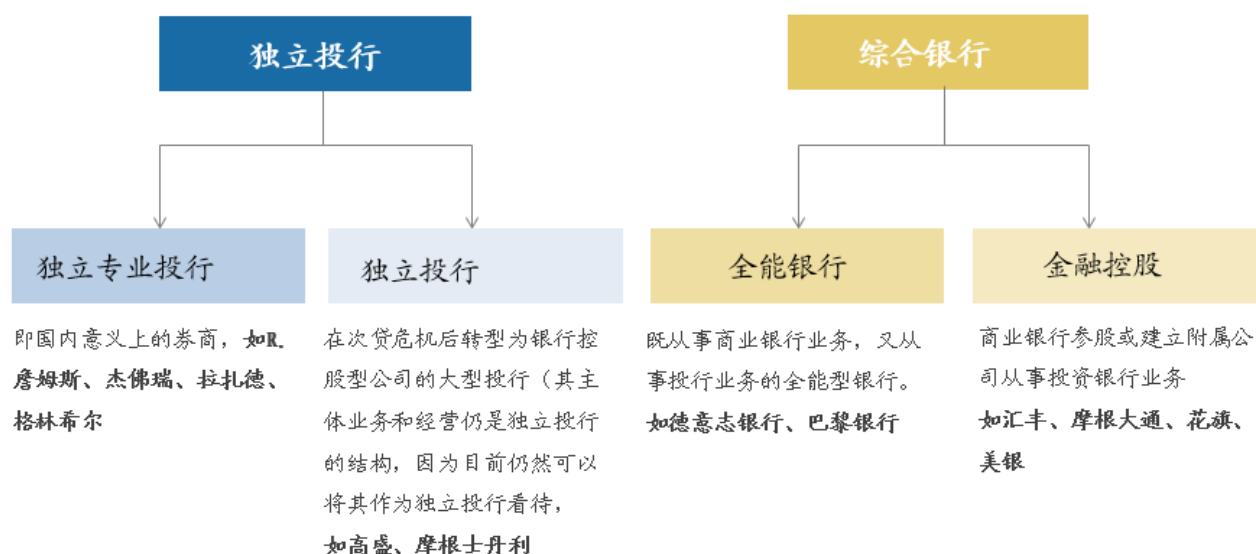 独立投行
综合银行
独立专业投行
即国内意义上的券商，如R.
詹姆斯、杰佛瑞、拉扎德、
格林希尔
独立投行
在次贷危机后转型为银行控
股型公司的大型投行（其主
体业务和经营仍是独立投行
的结构，因为目前仍然可以
将其作为独立投行看待，
如高盛、摩根士丹利
全能银行
既从事商业银行业务，又从
事投行业务的全能型银行。
如德意志银行、巴黎银行
金融控股
商业银行参股或建立附属公
司从事投资银行业务
如汇丰、摩根大通、花旗、
美银